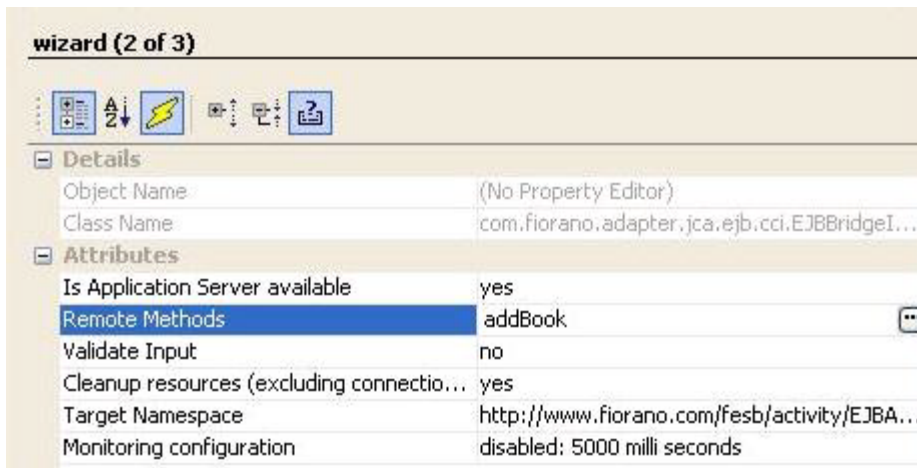 wizard (2 of 3)
Details
Object Name (No Property Editor)
Class Name com.fiorano.adapter.jca.ejb.cci.EJBBridgeI...
Attributes
Is Application Server available yes
Remote Methods addBook
Validate Input no
Cleanup resources (excluding connectio... yes
Target Namespace http://www.fiorano.com/fesb/activity/EJBA...
Monitoring configuration disabled: 5000 milli seconds